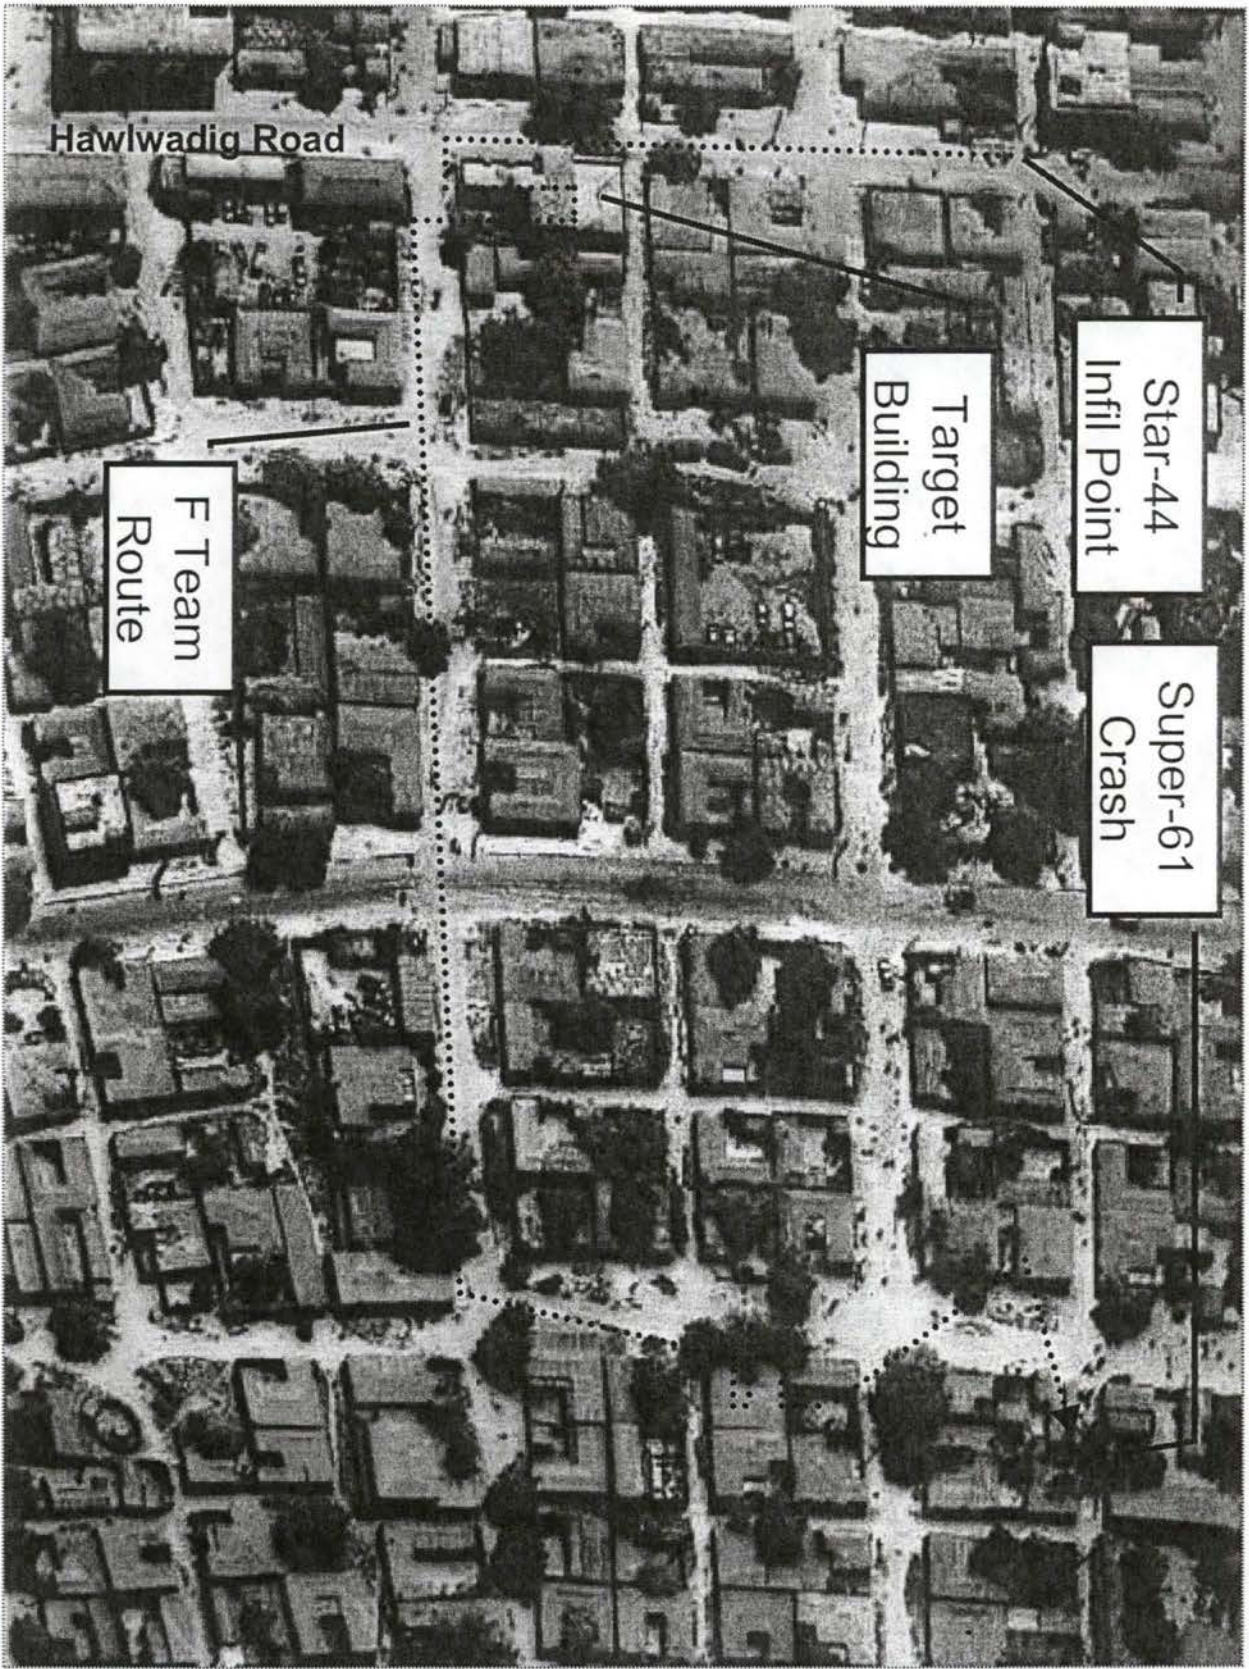 Hawlwadig Road
Star-44
Infil Point
Target
Building
Super-61
Crash
F Team
Route